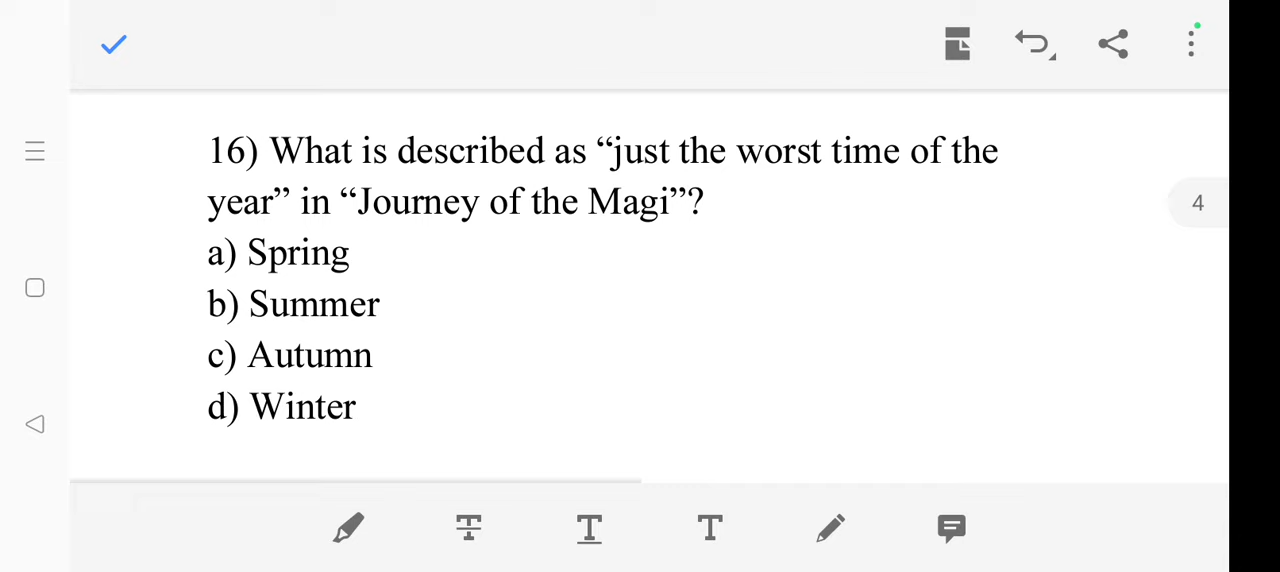 16) What is described as “just the worst time of the
year” in “Journey of the Magi”?
a) Spring
b) Summer
c) Autumn
d) Winter
4